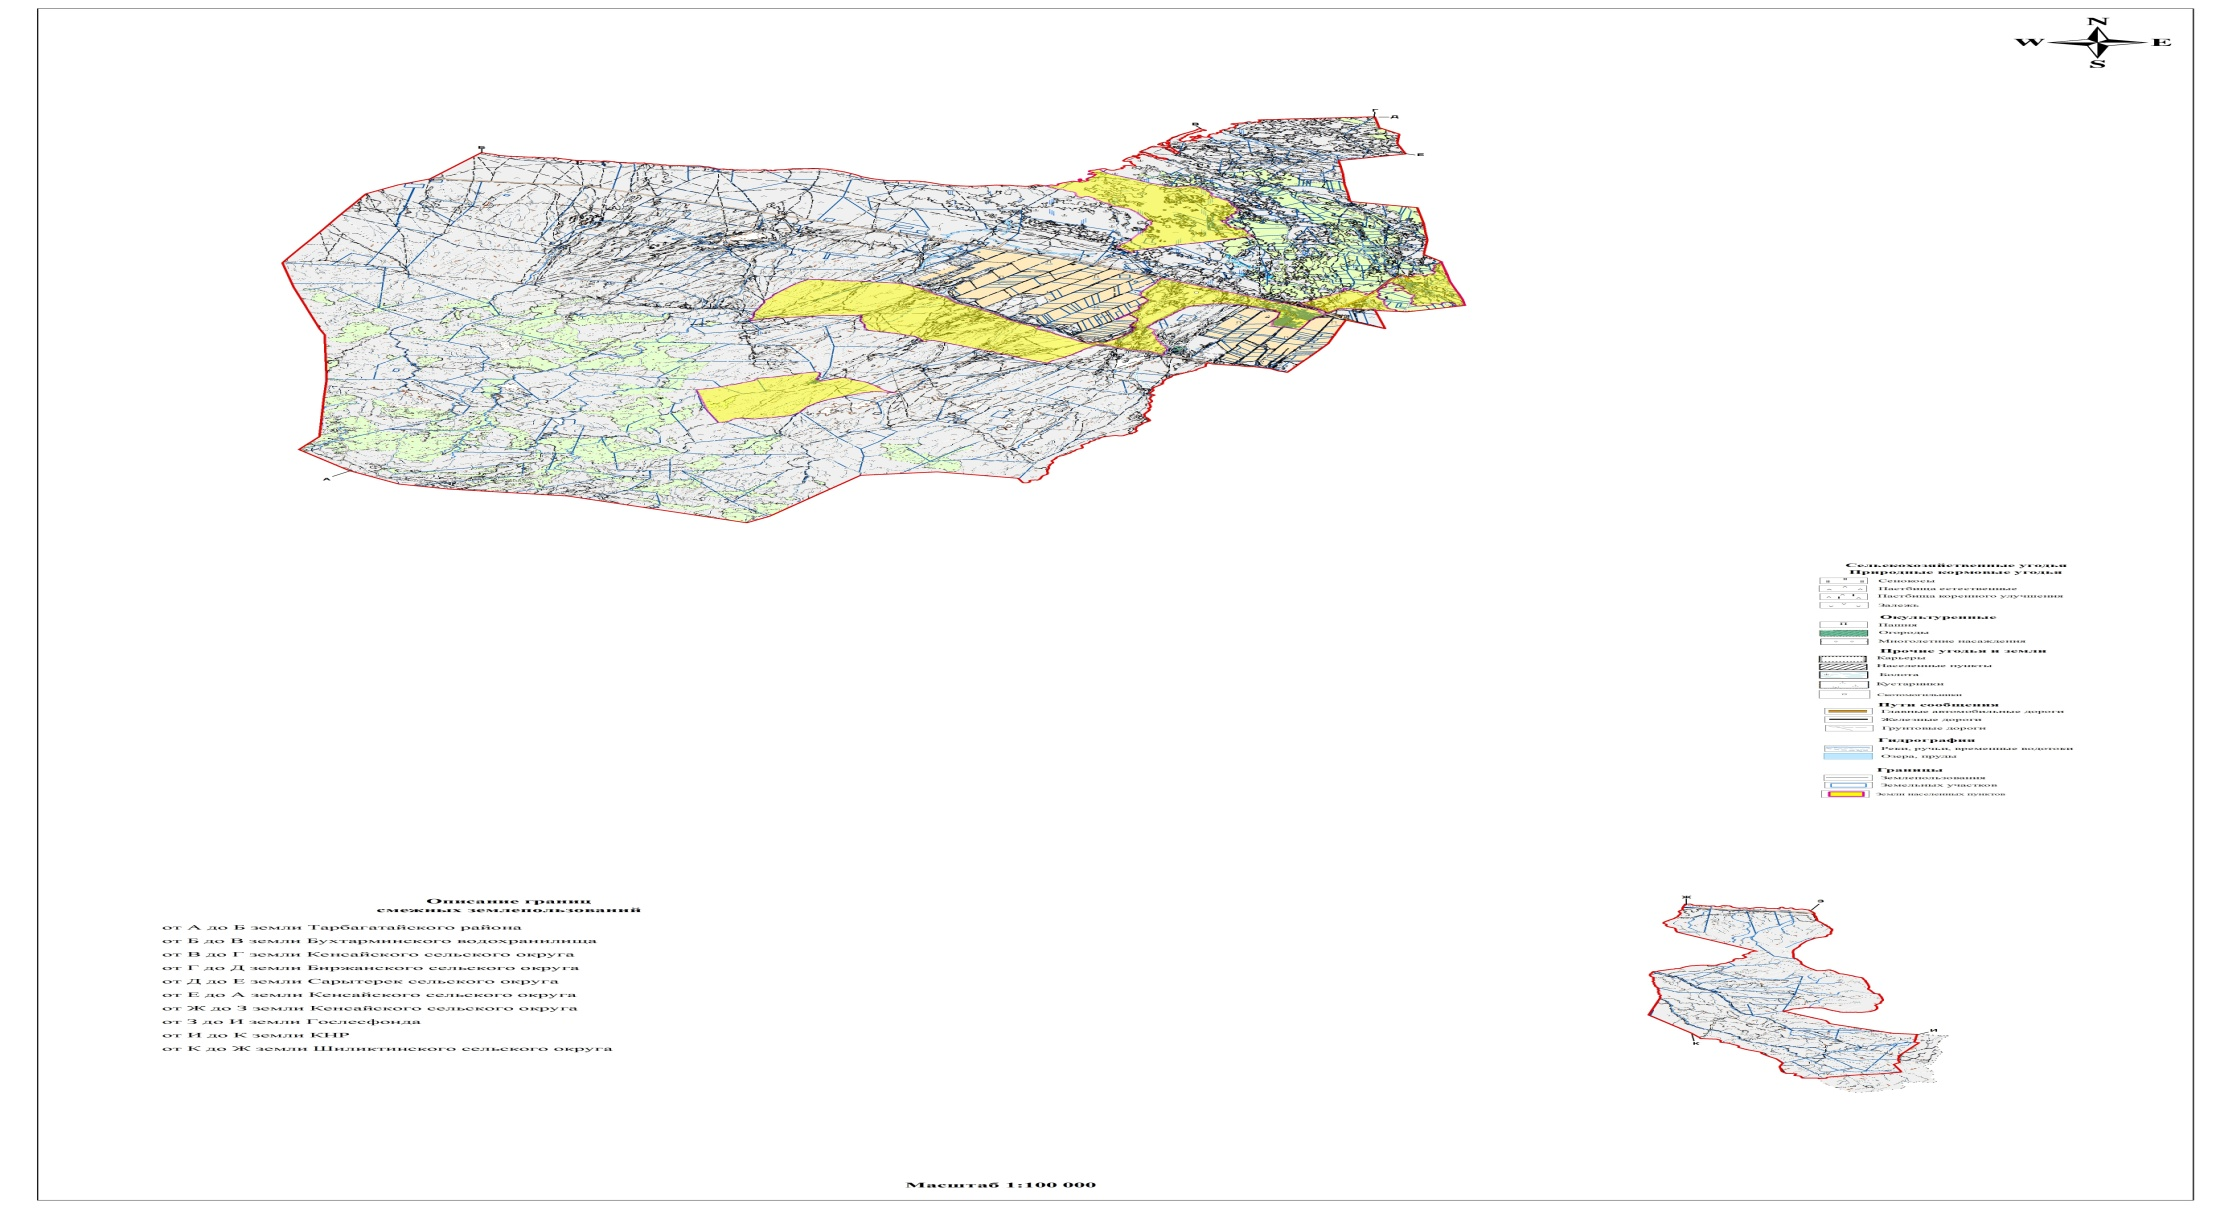 N
W E
S
Г
Д
В
Е
Б
А
Сельскохозяйственные угодья
Природные кормовые угодья
Сенокосы
Пастбища естественные
Пастбища коренного улучшения
Залежь
Окультуренные
Пашня
Огороды
Многолетние насаждения
Прочие угодья и земли
Карьеры
Населенные пункты
Болота
Кустарники
Скотомогильники
Пути сообщения
Главные автомобильные дороги
Железные дороги
Грунтовые дороги
Гидрография
Реки, ручьи, временные водотоки
Озера, пруды
Границы
Землепользования
Земельных участков
Земли населенных пунктов
Описание границ
смежных землепользований
от А до Б земли Тарбагатайского района
от Б до В земли Бухтарминского водохранилища
от В до Г земли Кенсайского сельского округа
от Г до Д земли Биржанского сельского округа
от Д до Е земли Сарытерек сельского округа
от Е до А земли Кенсайского сельского округа
от Ж до З земли Кенсайского сельского округа
от З до И земли Гослесфонда
от И до К земли КНР
от К до Ж земли Шиликтинского сельского округа
Ж
З
И
К
Масштаб 1:100 000